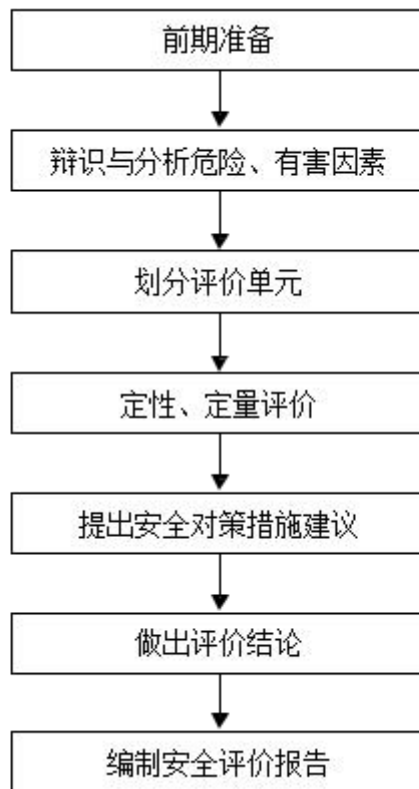 前期准备
辩识与分析危险、有害因素
划分评价单元
定性、定量评价
提出安全对策措施建议
做出评价结论
编制安全评价报告